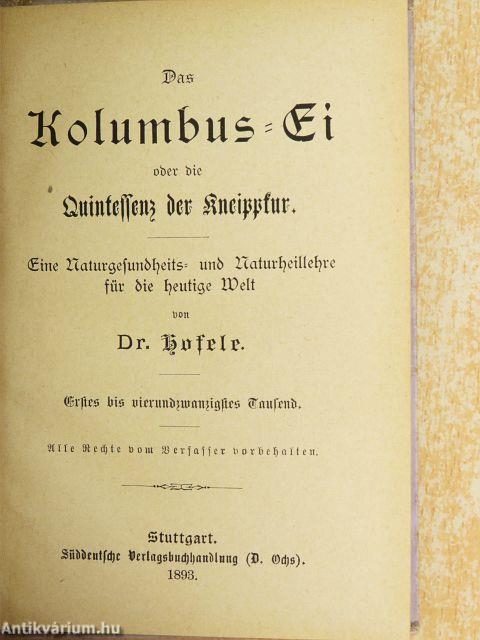 Das
Kolumbus-Ei
oder die
Quintessenz der Kneippkur.
Eine Naturgesundheits- und Naturheillehre
für die heutige Welt
von
Dr. Hofele.
Erstes bis vierundzwanzigstes Tausend.
Alle Rechte vom Verfasser vorbehalten.
Stuttgart.
Süddeutsche Verlagsbuchhandlung (D. Ochs).
1893.
Antikvárium.hu